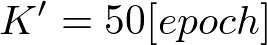 K′ = 50[epoch]